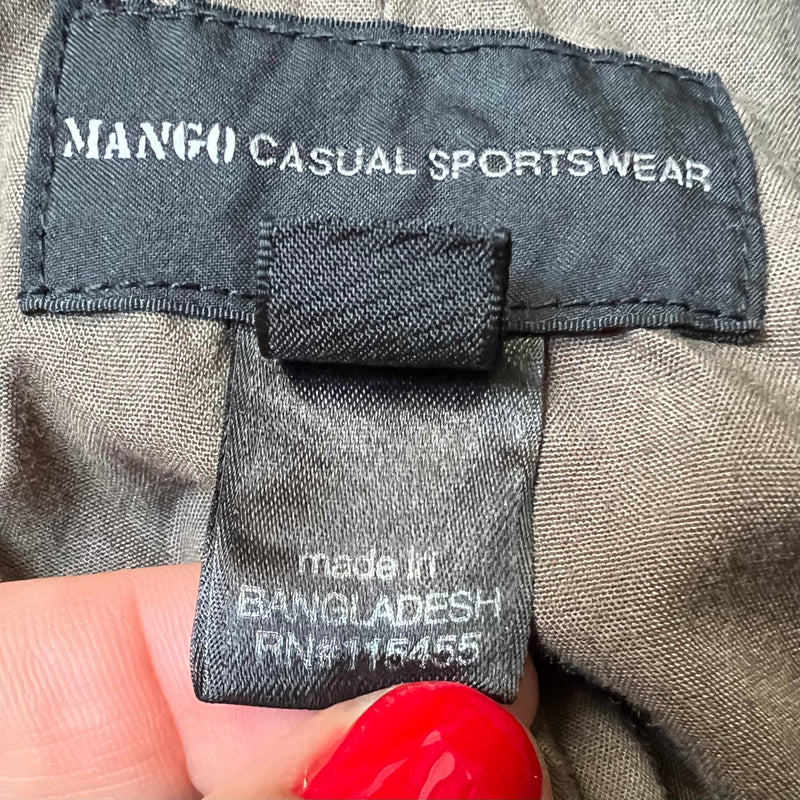 MANGO CASUAL SPORTSWEAR
made in
BANGLADESH
RN# 115455